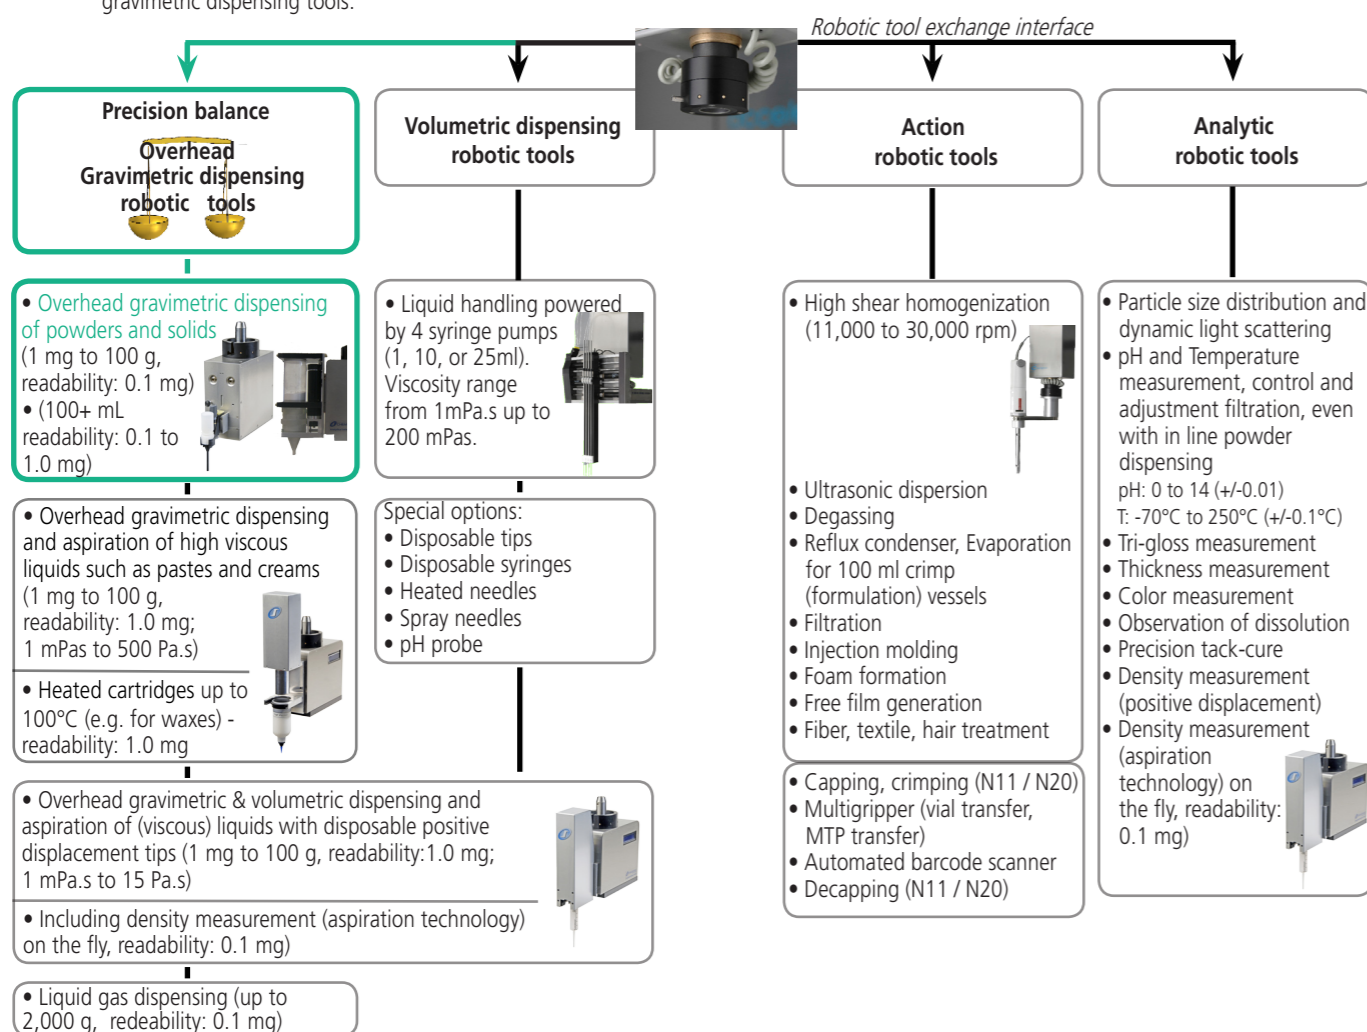 gravimetric dispensing tools.
Robotic tool exchange interface
Precision balance
Overhead
Gravimetric dispensing
robotic tools
• Overhead gravimetric dispensing
of powders and solids
(1 mg to 100 g,
readability: 0.1 mg)
• (100+ mL
readability: 0.1 to
1.0 mg)
• Overhead gravimetric dispensing
and aspiration of high viscous
liquids such as pastes and creams
(1 mg to 100 g,
readability: 1.0 mg;
1 mPas to 500 Pa.s)
• Heated cartridges up to
100°C (e.g. for waxes) -
readability: 1.0 mg
• Overhead gravimetric & volumetric dispensing and
aspiration of (viscous) liquids with disposable positive
displacement tips (1 mg to 100 g, readability:1.0 mg;
1 mPa.s to 15 Pa.s)
• Including density measurement (aspiration technology)
on the fly, readability: 0.1 mg)
• Liquid gas dispensing (up to
2,000 g, redeability: 0.1 mg)
Volumetric dispensing
robotic tools
• Liquid handling powered
by 4 syringe pumps
(1, 10, or 25ml).
Viscosity range
from 1mPa.s up to
200 mPas.
Special options:
• Disposable tips
• Disposable syringes
• Heated needles
• Spray needles
• pH probe
Action
robotic tools
• High shear homogenization
(11,000 to 30,000 rpm)
• Ultrasonic dispersion
• Degassing
• Reflux condenser, Evaporation
for 100 ml crimp
(formulation) vessels
• Filtration
• Injection molding
• Foam formation
• Free film generation
• Fiber, textile, hair treatment
• Capping, crimping (N11 / N20)
• Multigripper (vial transfer,
MTP transfer)
• Automated barcode scanner
• Decapping (N11 / N20)
Analytic
robotic tools
• Particle size distribution and
dynamic light scattering
• pH and Temperature
measurement, control and
adjustment filtration, even
with in line powder
dispensing
pH: 0 to 14 (+/-0.01)
T: -70°C to 250°C (+/-0.1°C)
• Tri-gloss measurement
• Thickness measurement
• Color measurement
• Observation of dissolution
• Precision tack-cure
• Density measurement
(positive displacement)
• Density measurement
(aspiration
technology) on
the fly, readability:
0.1 mg)